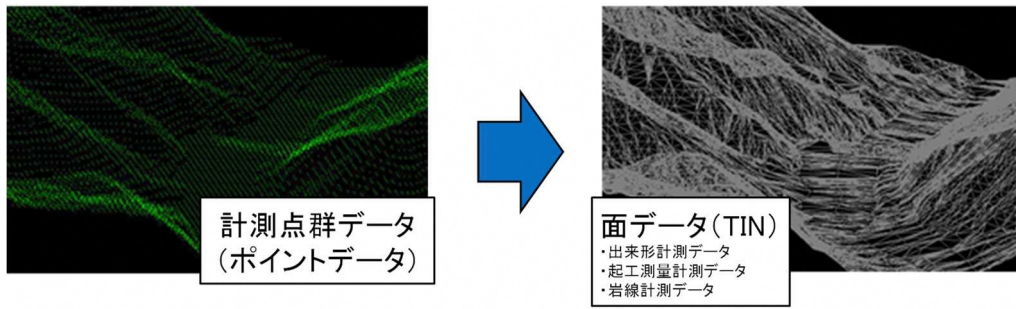 計測点群データ
(ポイントデータ)
面データ(TIN)
・出来形計測データ
・起工測量計測データ
・岩線計測データ